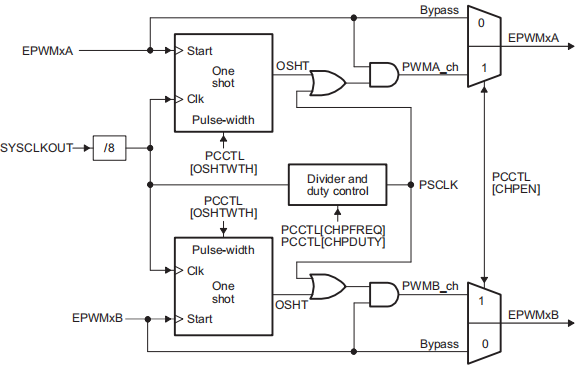 Bypass
0
EPWMxA
EPWMxA
Start
OSHT
One
shot
PWMA_ch
1
Clk
Pulse-width
SYSCLKOUT
/8
PCCTL
[OSHTWTH]
PCCTL
[OSHTWTH]
Divider and
duty control
PSCLK
PCCTL
[CHPEN]
PCCTL[CHPFREQ]
PCCTL[CHPDUTY]
Pulse-width
Clk
One
shot
OSHT
PWMB_ch
1
EPWMxB
Start
EPWMxB
Bypass
0